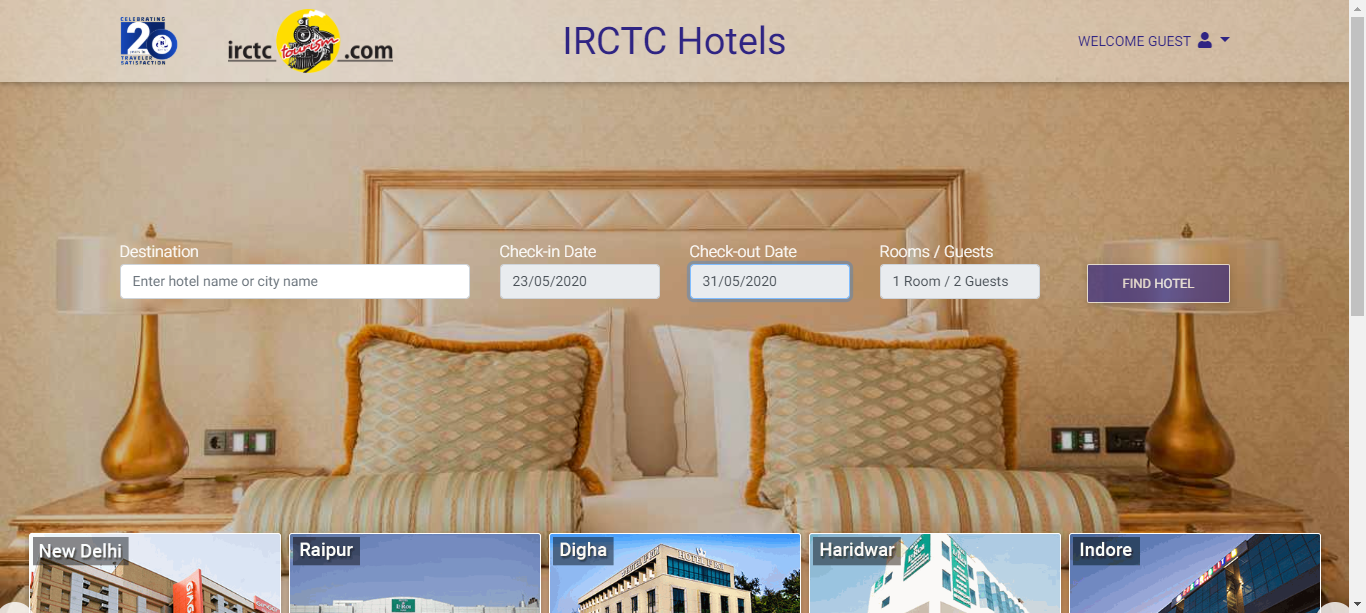 CELEBRATING
20
TRAVELER
SATISFACTION
irctc tourism .com
IRCTC Hotels
WELCOME GUEST
Destination
Check-in Date
Check-out Date
Rooms / Guests
Enter hotel name or city name
23/05/2020
31/05/2020
1 Room / 2 Guests
FIND HOTEL
New Delhi
Raipur
Digha
Haridwar
Indore